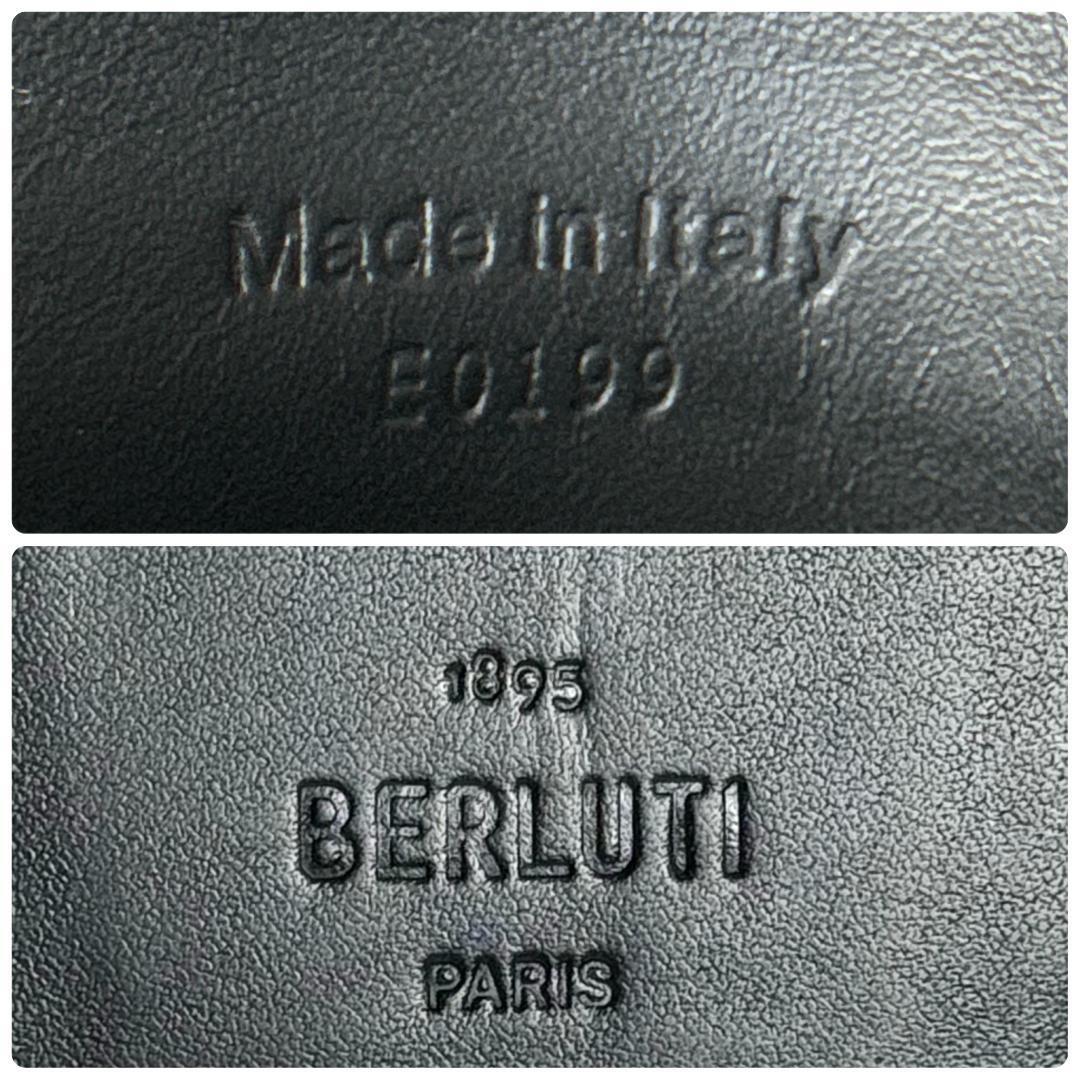 Made in Italy
E0199
1895
BERLUTI
PARIS